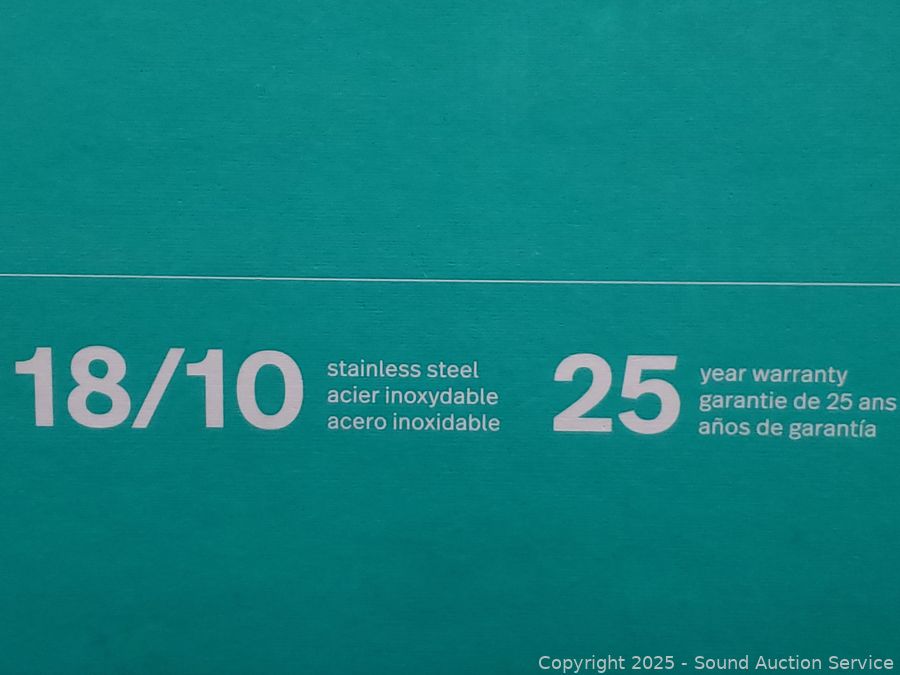 18/10
stainless steel
acier inoxydable
acero inoxidable
25
year warranty
garantie de 25 ans
años de garantía
Copyright 2025 - Sound Auction Service